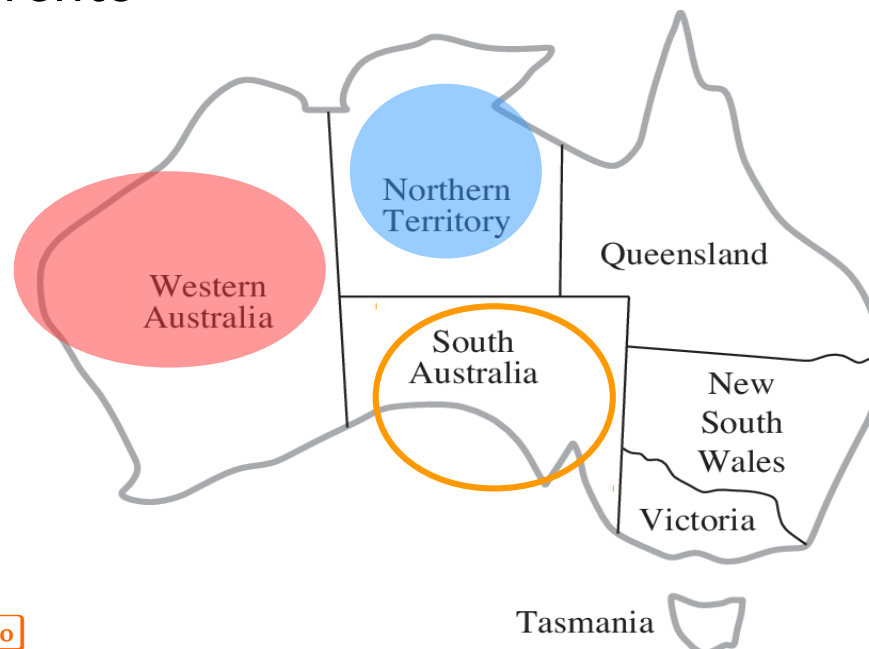 Northern
Territory
Western
Australia
Queensland
South
Australia
New
South
Wales
Victoria
Tasmania